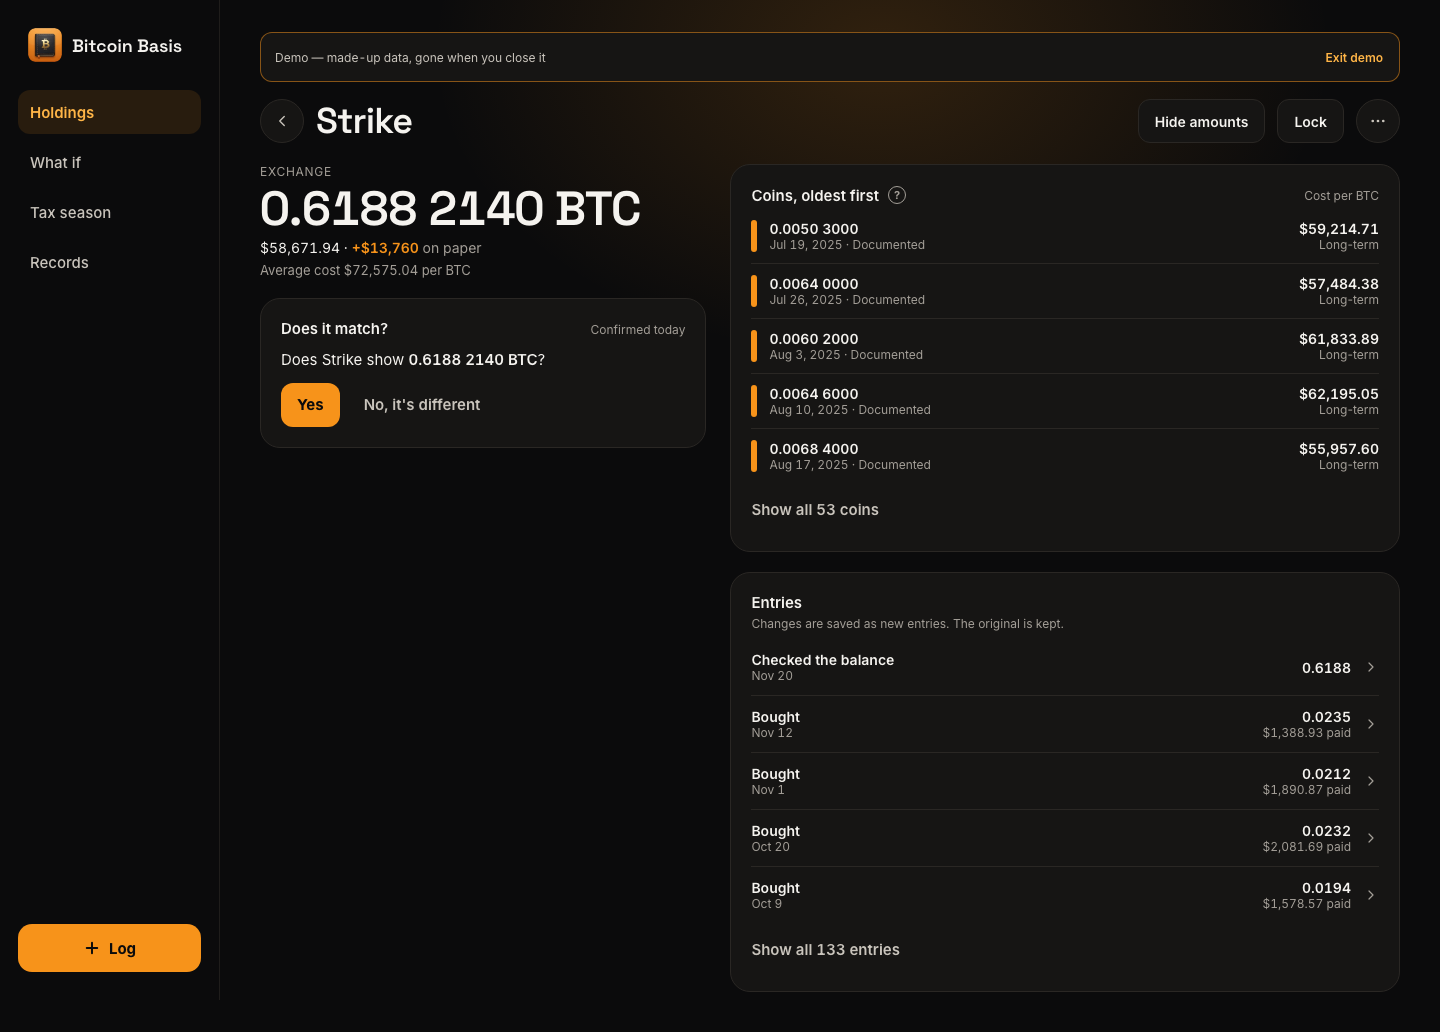 Bitcoin Basis
Holdings
What if
Tax season
Records
Log
Demo — made-up data, gone when you close it
Exit demo
Strike
Hide amounts
Lock
EXCHANGE
0.6188 2140 BTC
$58,671.94 · +$13,760 on paper
Average cost $72,575.04 per BTC
Does it match?
Confirmed today
Does Strike show 0.6188 2140 BTC?
Yes
No, it's different
Coins, oldest first ?
Cost per BTC
0.0050 3000
$59,214.71
Jul 19, 2025 · Documented
Long-term
0.0064 0000
$57,484.38
Jul 26, 2025 · Documented
Long-term
0.0060 2000
$61,833.89
Aug 3, 2025 · Documented
Long-term
0.0064 6000
$62,195.05
Aug 10, 2025 · Documented
Long-term
0.0068 4000
$55,957.60
Aug 17, 2025 · Documented
Long-term
Show all 53 coins
Entries
Changes are saved as new entries. The original is kept.
Checked the balance
0.6188
Nov 20
Bought
0.0235
Nov 12
$1,388.93 paid
Bought
0.0212
Nov 1
$1,890.87 paid
Bought
0.0232
Oct 20
$2,081.69 paid
Bought
0.0194
Oct 9
$1,578.57 paid
Show all 133 entries